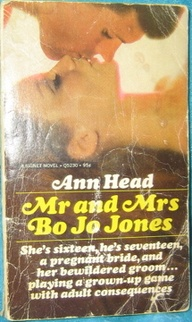 A SIGNET NOVEL • Q5230 • 95¢
Ann Head
Mr and Mrs
Bo Jo Jones
She's sixteen, he's seventeen,
a pregnant bride, and
her bewildered groom...
playing a grown-up game
with adult consequences